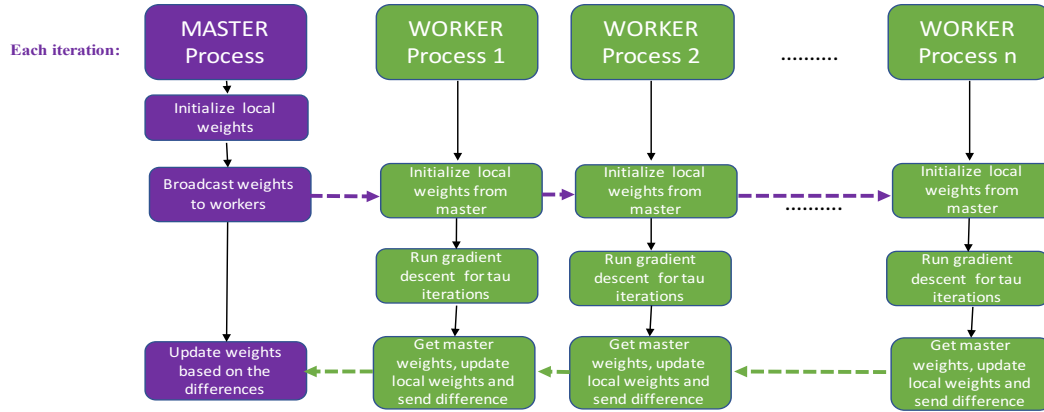 Each iteration:
MASTER
Process
WORKER
Process 1
WORKER
Process 2
..........
WORKER
Process n
Initialize local
weights
Broadcast weights
to workers
Initialize local
weights from
master
Initialize local
weights from
master
..........
Initialize local
weights from
master
Run gradient
descent for tau
iterations
Run gradient
descent for tau
iterations
Run gradient
descent for tau
iterations
Update weights
based on the
differences
Get master
weights, update
local weights and
send difference
Get master
weights, update
local weights and
send difference
Get master
weights, update
local weights and
send difference